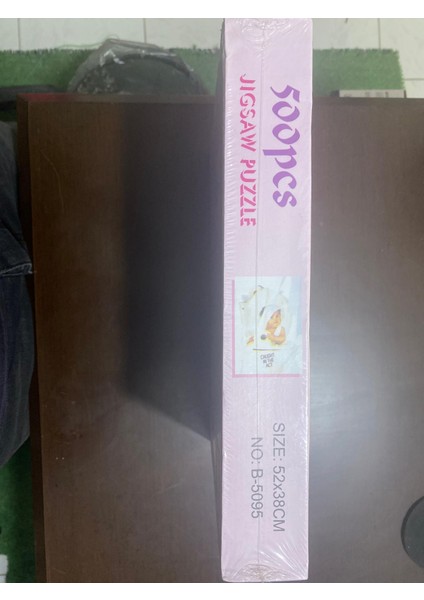 500pcs
JIGSAW PUZZLE
SIZE: 52x38CM
NO: B-5095